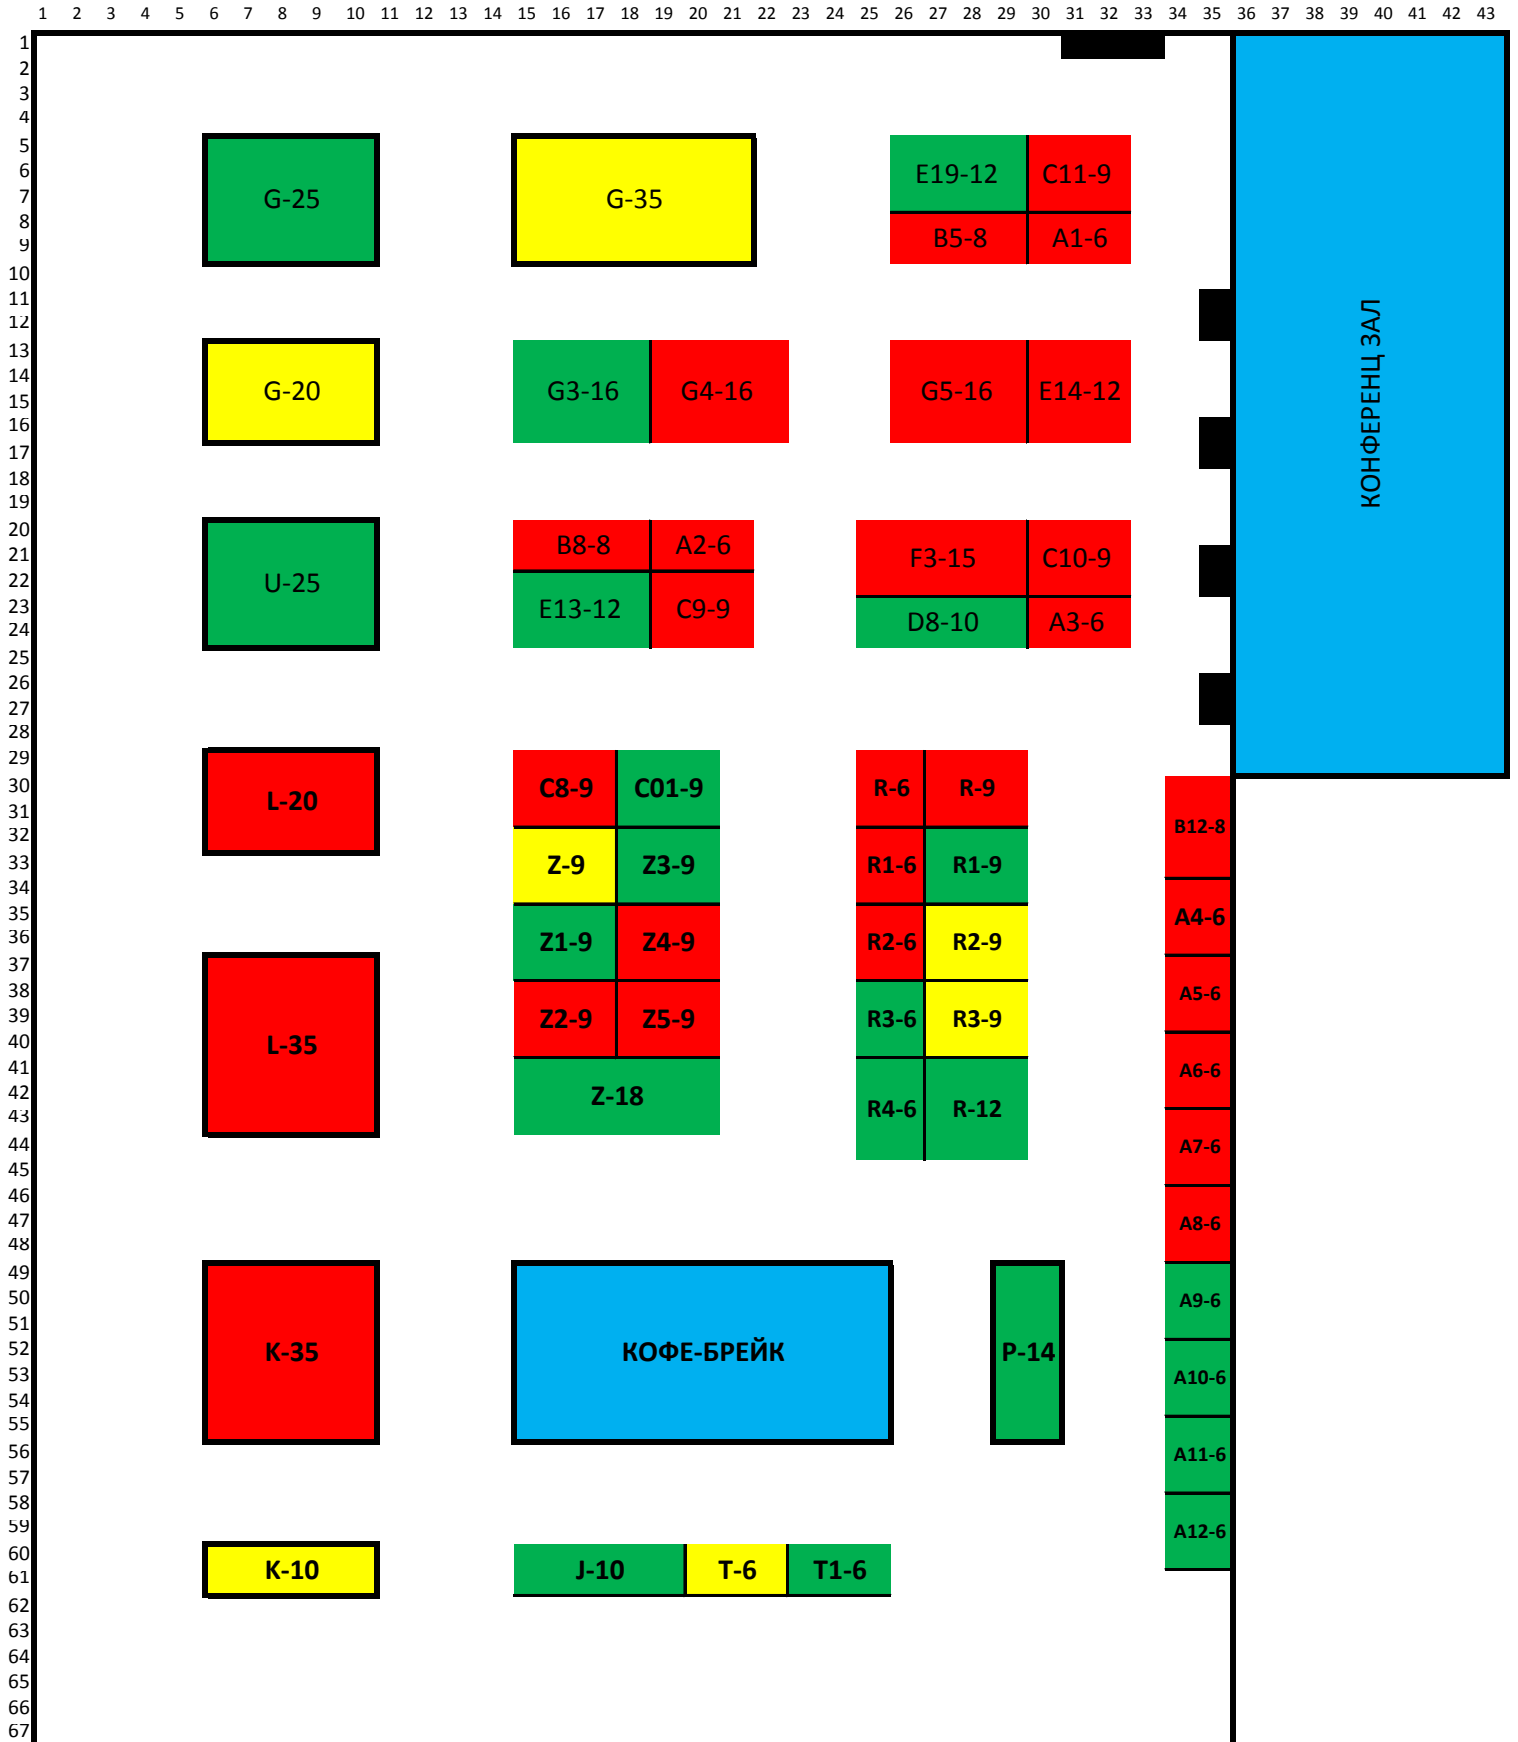 1 2 3 4 5 6 7 8 9 10 11 12 13 14 15 16 17 18 19 20 21 22 23 24 25 26 27 28 29 30 31 32 33 34 35 36 37 38 39 40 41 42 43
1
2
3
4
5
6
7
8
9
10
11
12
13
14
15
16
17
18
19
20
21
22
23
24
25
26
27
28
29
30
31
32
33
34
35
36
37
38
39
40
41
42
43
44
45
46
47
48
49
50
51
52
53
54
55
56
57
58
59
60
61
62
63
64
65
66
67
G-25
G-35
E19-12 C11-9
B5-8 A1-6
КОНФЕРЕНЦ ЗАЛ
G-20
G3-16 G4-16
G5-16 E14-12
U-25
B8-8 A2-6
E13-12 C9-9
F3-15 C10-9
D8-10 A3-6
L-20
C8-9 C01-9
Z-9 Z3-9
Z1-9 Z4-9
Z2-9 Z5-9
Z-18
R-6 R-9
R1-6 R1-9
R2-6 R2-9
R3-6 R3-9
R4-6 R-12
B12-8
A4-6
A5-6
A6-6
A7-6
A8-6
A9-6
A10-6
A11-6
A12-6
L-35
K-35
КОФЕ-БРЕЙК
P-14
K-10
J-10 T-6 T1-6